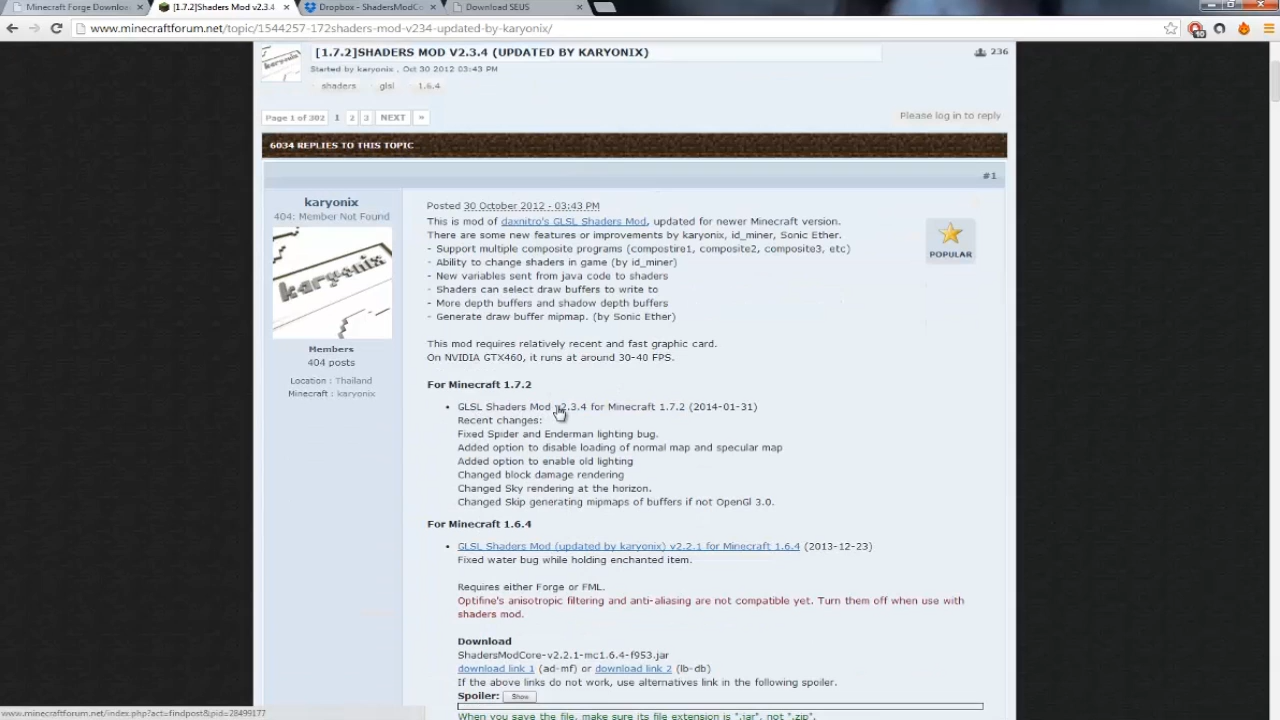 Minecraft Forge Download
[1.7.2]Shaders Mod v2.3.4
Dropbox - ShadersModCo
Download SEUS
www.minecraftforum.net/topic/1544257-172shaders-mod-v234-updated-by-karyonix/
10
[1.7.2]SHADERS MOD V2.3.4 (UPDATED BY KARYONIX)
236
Started by karyonix, Oct 30 2012 03:43 PM
shaders glsl 1.6.4
Page 1 of 302 1 2 3 NEXT »
Please log in to reply
6034 REPLIES TO THIS TOPIC
#1
karyonix
404: Member Not Found
karyonix
Members
404 posts
Location : Thailand
Minecraft : karyonix
Posted 30 October 2012 - 03:43 PM
This is mod of daxnitro's GLSL Shaders Mod, updated for newer Minecraft version.
There are some new features or improvements by karyonix, id_miner, Sonic Ether.
- Support multiple composite programs (compostire1, composite2, composite3, etc)
- Ability to change shaders in game (by id_miner)
- New variables sent from java code to shaders
- Shaders can select draw buffers to write to
- More depth buffers and shadow depth buffers
- Generate draw buffer mipmap. (by Sonic Ether)
POPULAR
This mod requires relatively recent and fast graphic card.
On NVIDIA GTX460, it runs at around 30-40 FPS.
For Minecraft 1.7.2
• GLSL Shaders Mod v2.3.4 for Minecraft 1.7.2 (2014-01-31)
Recent changes:
Fixed Spider and Enderman lighting bug.
Added option to disable loading of normal map and specular map
Added option to enable old lighting
Changed block damage rendering
Changed Sky rendering at the horizon.
Changed Skip generating mipmaps of buffers if not OpenGl 3.0.
For Minecraft 1.6.4
• GLSL Shaders Mod (updated by karyonix) v2.2.1 for Minecraft 1.6.4 (2013-12-23)
Fixed water bug while holding enchanted item.
Requires either Forge or FML.
Optifine's anisotropic filtering and anti-aliasing are not compatible yet. Turn them off when use with
shaders mod.
Download
ShadersModCore-v2.2.1-mc1.6.4-f953.jar
download link 1 (ad-mf) or download link 2 (lb-db)
If the above links do not work, use alternatives link in the following spoiler.
Spoiler: Show
When you save the file, make sure its file extension is ".jar", not ".zip".
www.minecraftforum.net/index.php?act=findpost&pid=28499177